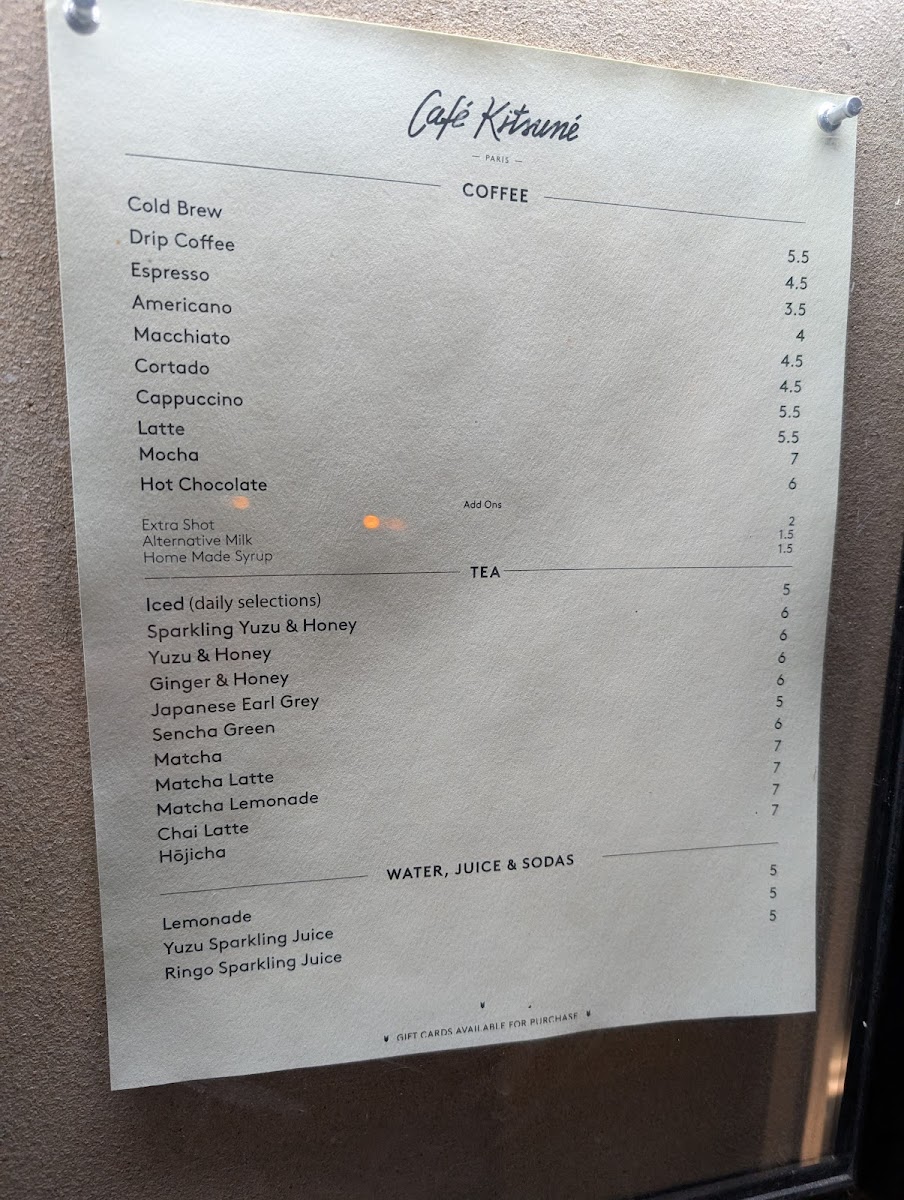 Café Kitsuné
PARIS
COFFEE
Cold Brew 5.5
Drip Coffee 4.5
Espresso 3.5
Americano 4
Macchiato 4.5
Cortado 4.5
Cappuccino 5.5
Latte 5.5
Mocha 7
Hot Chocolate 6
Add Ons
Extra Shot 2
Alternative Milk 1.5
Home Made Syrup 1.5
TEA
Iced (daily selections) 5
Sparkling Yuzu & Honey 6
Yuzu & Honey 6
Ginger & Honey 6
Japanese Earl Grey 6
Sencha Green 5
Matcha 6
Matcha Latte 7
Matcha Lemonade 7
Chai Latte 7
Hōjicha 7
WATER, JUICE & SODAS
Lemonade 5
Yuzu Sparkling Juice 5
Ringo Sparkling Juice 5
GIFT CARDS AVAILABLE FOR PURCHASE